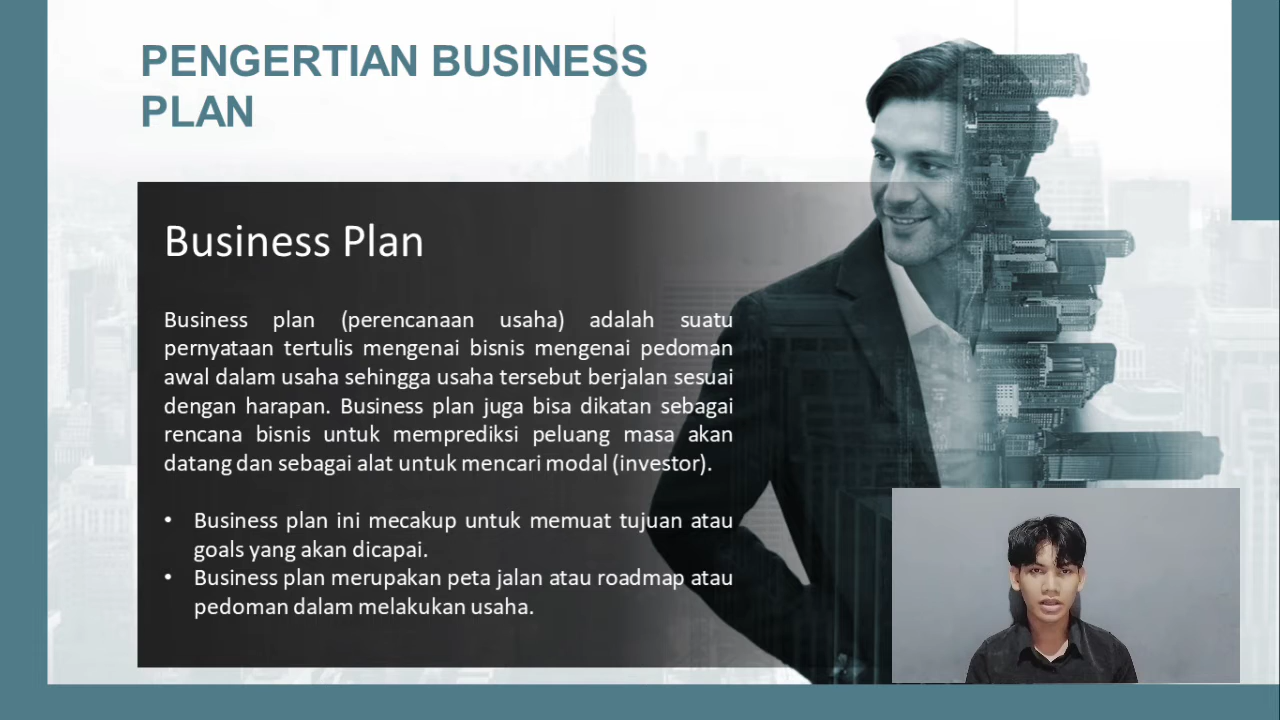 PENGERTIAN BUSINESS
PLAN
Business Plan
Business plan (perencanaan usaha) adalah suatu
pernyataan tertulis mengenai bisnis mengenai pedoman
awal dalam usaha sehingga usaha tersebut berjalan sesuai
dengan harapan. Business plan juga bisa dikatan sebagai
rencana bisnis untuk memprediksi peluang masa akan
datang dan sebagai alat untuk mencari modal (investor).
• Business plan ini mecakup untuk memuat tujuan atau
goals yang akan dicapai.
• Business plan merupakan peta jalan atau roadmap atau
pedoman dalam melakukan usaha.